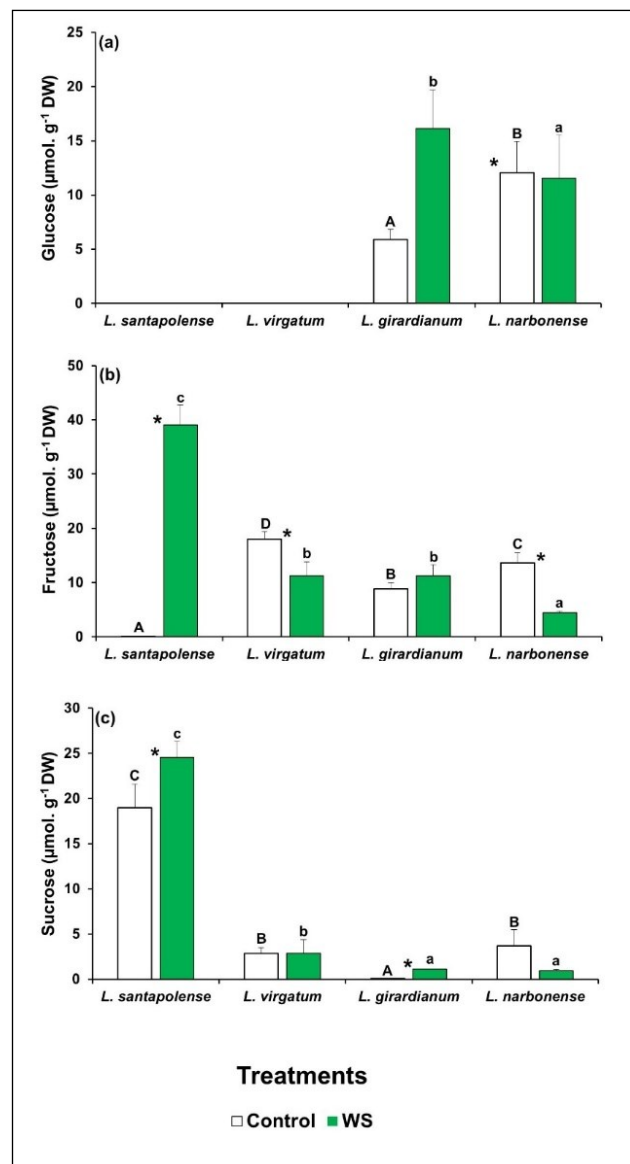 (a)
Glucose (µmol. g-1 DW)
25
20
15
10
5
0
A
b
*
B
a
L. santapolense L. virgatum L. girardianum L. narbonense
(b)
Fructose (µmol. g-1 DW)
50
40
30
20
10
0
A
*
c
D
*
b
B
b
C
*
a
L. santapolense L. virgatum L. girardianum L. narbonense
(c)
Sucrose (µmol. g-1 DW)
30
25
20
15
10
5
0
C
*
c
B
b
A
*
a
B
a
L. santapolense L. virgatum L. girardianum L. narbonense
Treatments
Control WS